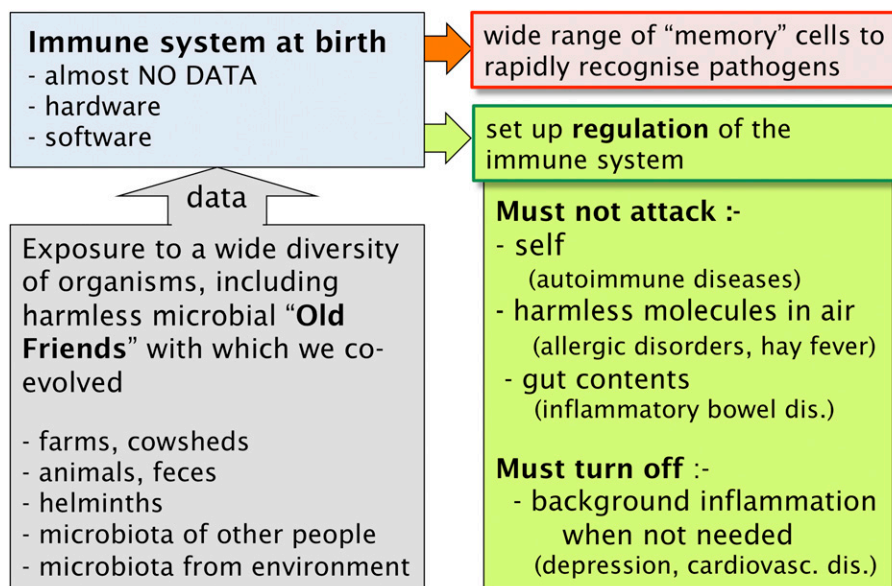 Immune system at birth
- almost NO DATA
- hardware
- software
wide range of “memory” cells to
rapidly recognise pathogens
set up regulation of the
immune system
data
Exposure to a wide diversity
of organisms, including
harmless microbial “Old
Friends” with which we co-
evolved
- farms, cowsheds
- animals, feces
- helminths
- microbiota of other people
- microbiota from environment
Must not attack :-
- self
(autoimmune diseases)
- harmless molecules in air
(allergic disorders, hay fever)
- gut contents
(inflammatory bowel dis.)
Must turn off :-
- background inflammation
when not needed
(depression, cardiovasc. dis.)